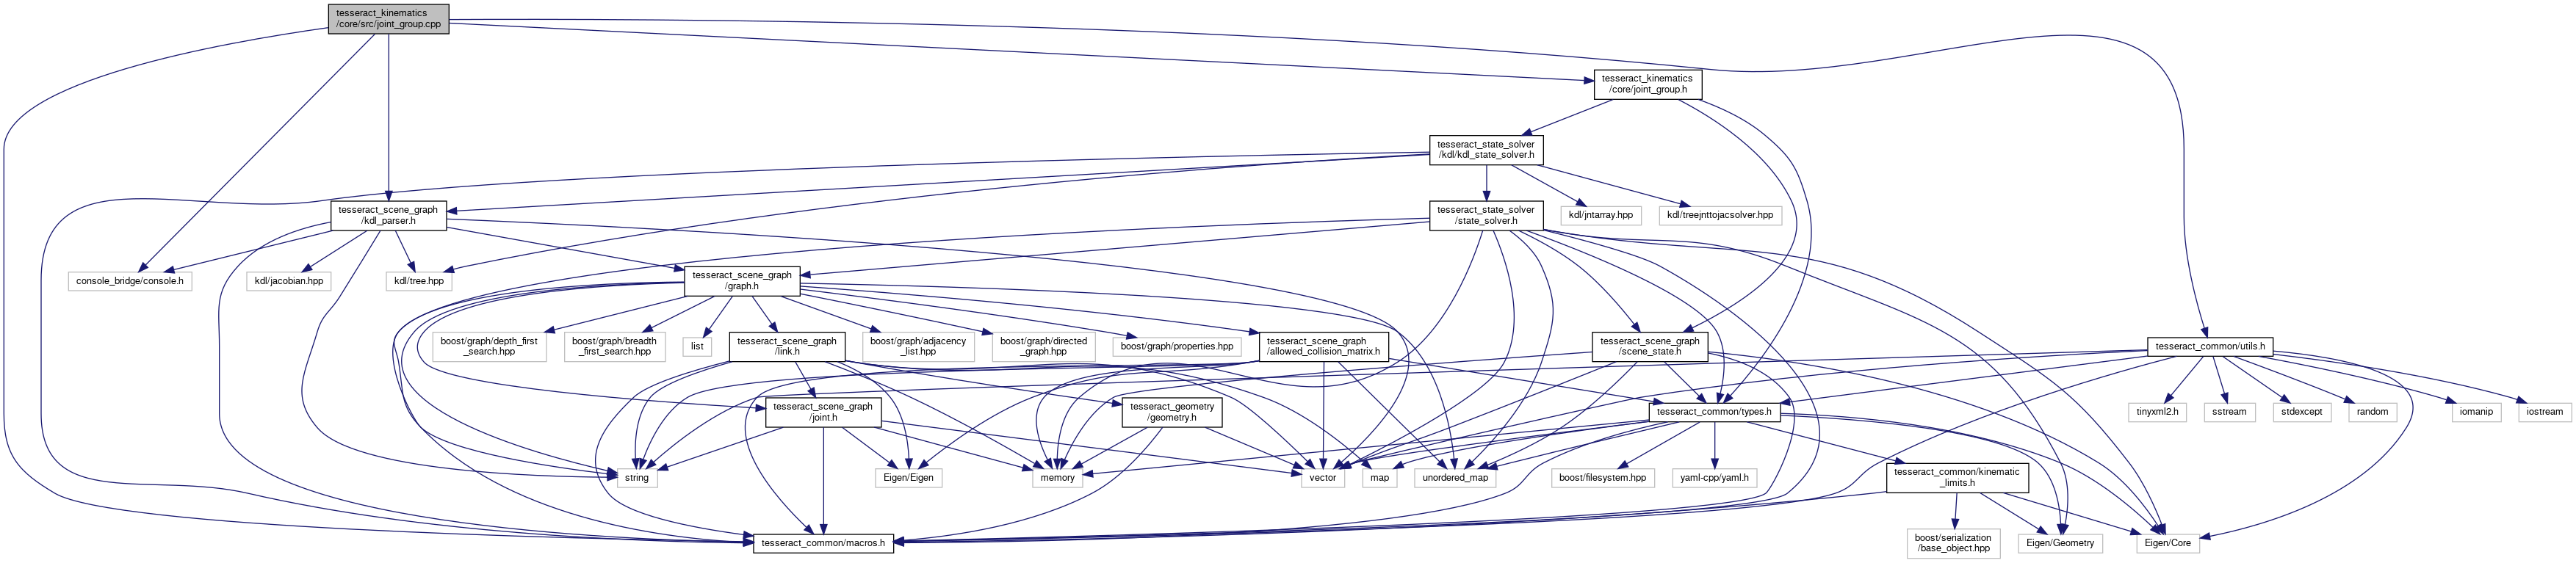 tesseract_kinematics
/core/src/joint_group.cpp
tesseract_kinematics
/core/joint_group.h
tesseract_state_solver
/kdl/kdl_state_solver.h
tesseract_scene_graph
/kdl_parser.h
tesseract_state_solver
/state_solver.h
kdl/jntarray.hpp
kdl/treejnttojacsolver.hpp
console_bridge/console.h
kdl/jacobian.hpp
kdl/tree.hpp
tesseract_scene_graph
/graph.h
boost/graph/depth_first
_search.hpp
boost/graph/breadth
_first_search.hpp
list
tesseract_scene_graph
/link.h
boost/graph/adjacency
_list.hpp
boost/graph/directed
_graph.hpp
boost/graph/properties.hpp
tesseract_scene_graph
/allowed_collision_matrix.h
tesseract_scene_graph
/scene_state.h
tesseract_common/utils.h
tesseract_scene_graph
/joint.h
tesseract_geometry
/geometry.h
tesseract_common/types.h
tinyxml2.h
sstream
stdexcept
random
iomanip
iostream
string
Eigen/Eigen
memory
vector
map
unordered_map
boost/filesystem.hpp
yaml-cpp/yaml.h
tesseract_common/kinematic
_limits.h
tesseract_common/macros.h
boost/serialization
/base_object.hpp
Eigen/Geometry
Eigen/Core